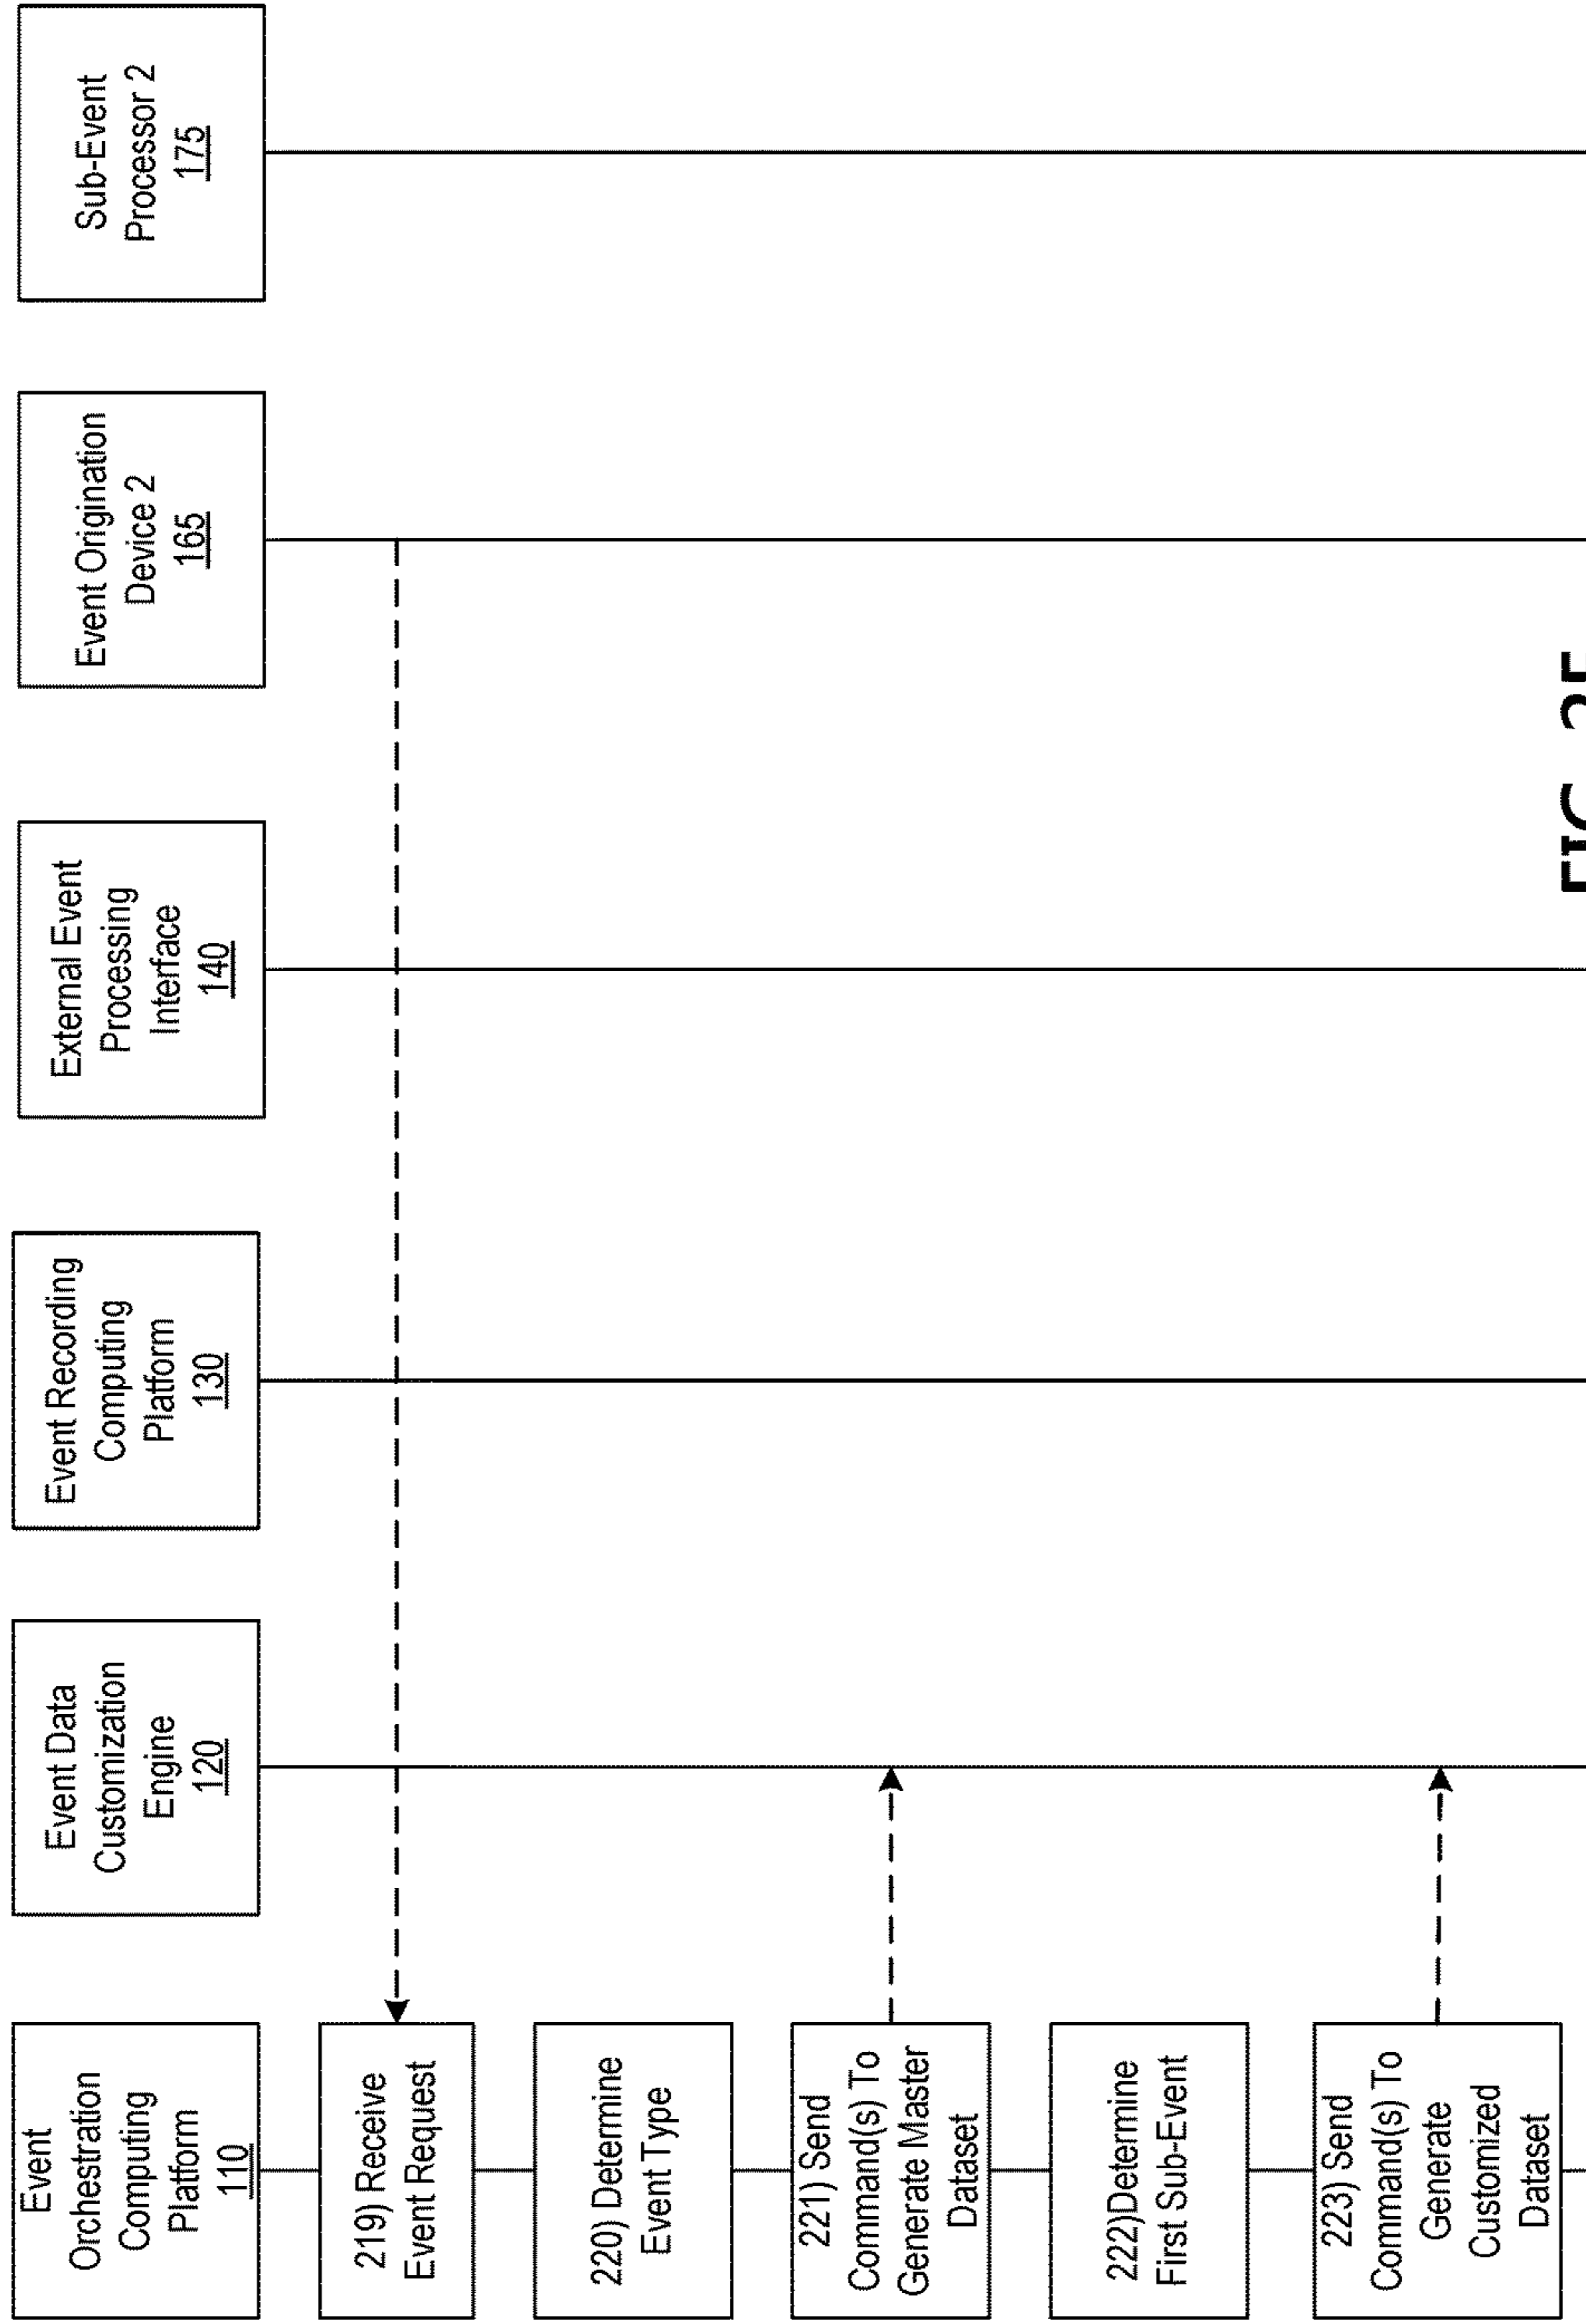 Event
Orchestration
Computing
Platform
110
Event Data
Customization
Engine
120
Event Recording
Computing
Platform
130
External Event
Processing
Interface
140
Event Origination
Device 2
165
Sub-Event
Processor 2
175
219) Receive
Event Request
220) Determine
Event Type
221) Send
Command(s) To
Generate Master
Dataset
222)Determine
First Sub-Event
223) Send
Command(s) To
Generate
Customized
Dataset
FIG